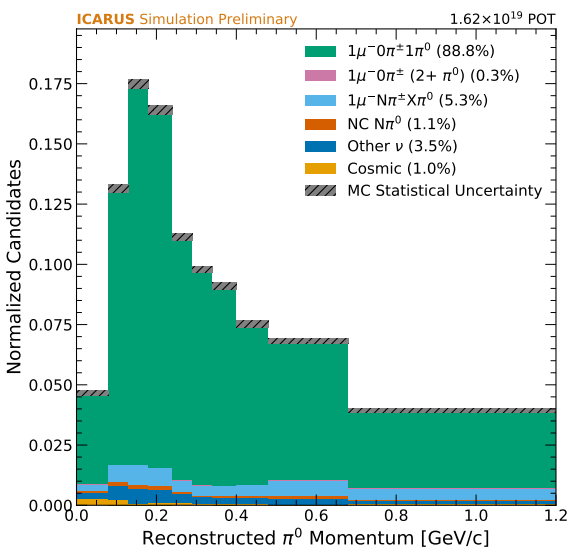 ICARUS Simulation Preliminary 1.62×10¹⁹ POT
1μ⁻0π±1π⁰ (88.8%)
1μ⁻0π± (2+ π⁰) (0.3%)
1μ⁻Nπ±Xπ⁰ (5.3%)
NC Nπ⁰ (1.1%)
Other ν (3.5%)
Cosmic (1.0%)
MC Statistical Uncertainty
Normalized Candidates
0.175
0.150
0.125
0.100
0.075
0.050
0.025
0.000
0.0 0.2 0.4 0.6 0.8 1.0 1.2
Reconstructed π⁰ Momentum [GeV/c]